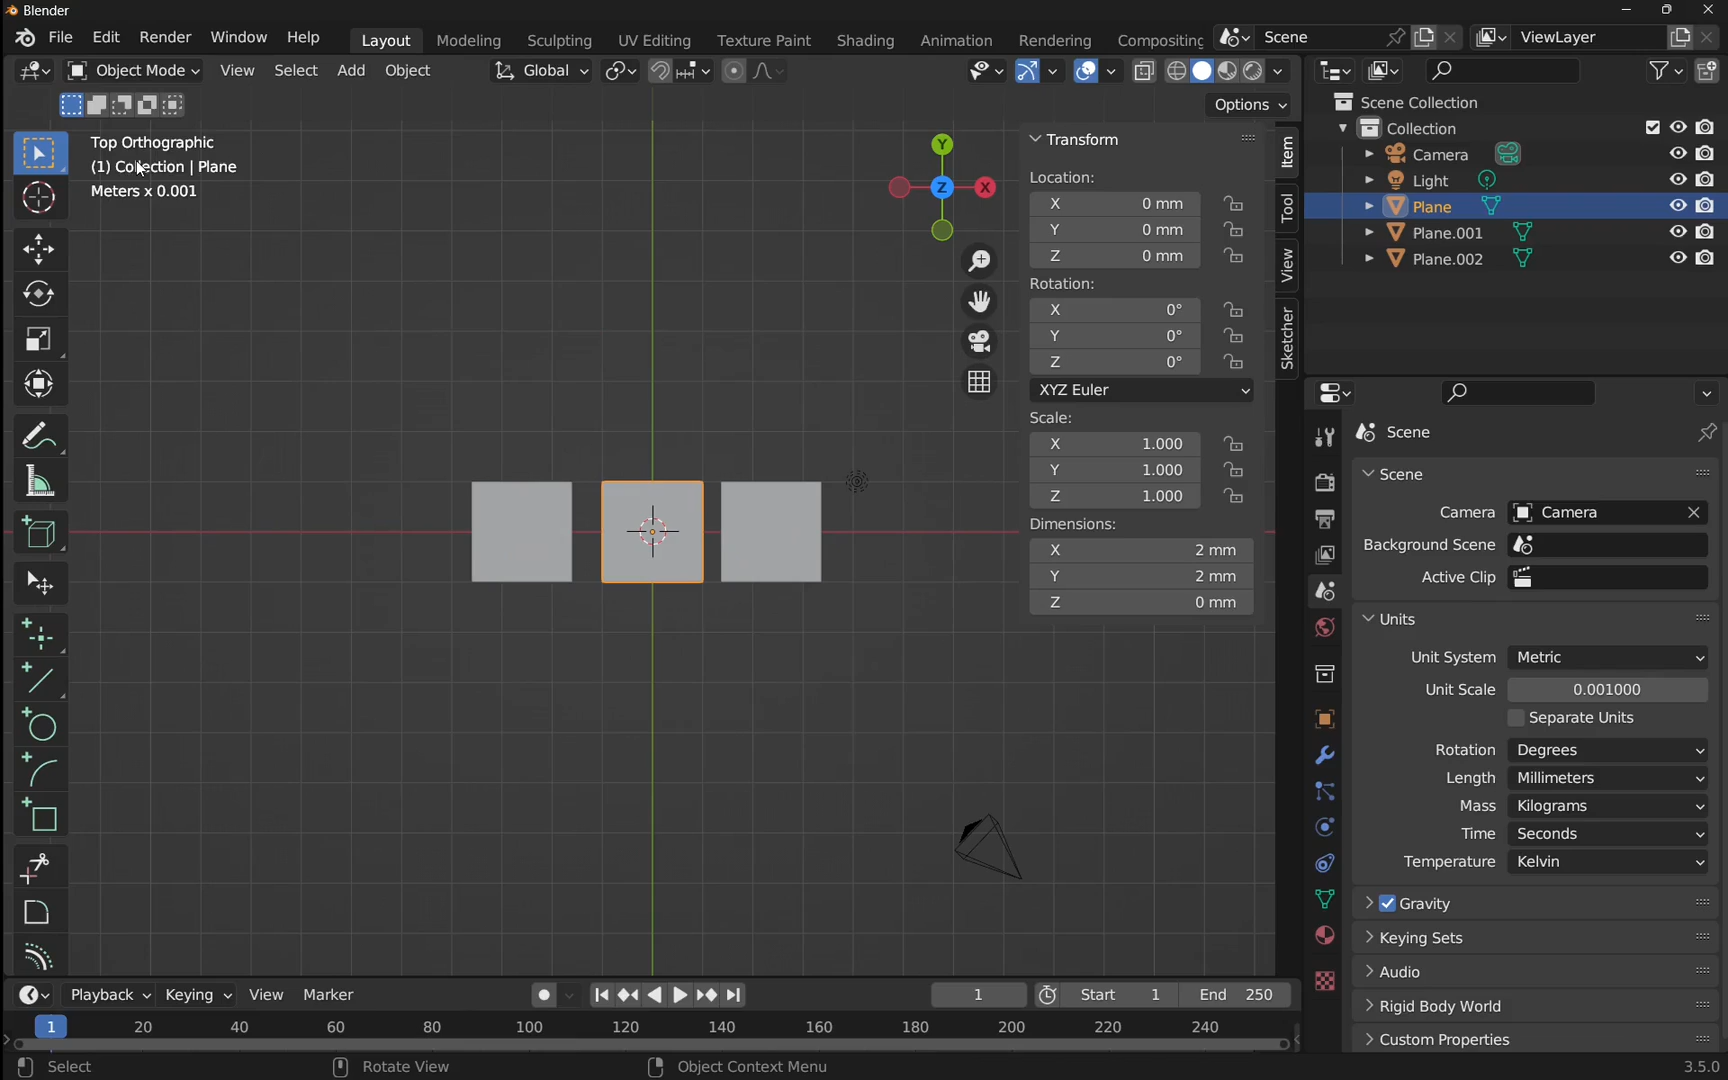 Blender
File Edit Render Window Help Layout Modeling Sculpting UV Editing Texture Paint Shading Animation Rendering Compositing Scene ViewLayer
Object Mode View Select Add Object Global
Options
Top Orthographic
(1) Collection | Plane
Meters x 0.001
Y
X
Z
Transform
Location:
X 0 mm
Y 0 mm
Z 0 mm
Rotation:
X 0°
Y 0°
Z 0°
XYZ Euler
Scale:
X 1.000
Y 1.000
Z 1.000
Dimensions:
X 2 mm
Y 2 mm
Z 0 mm
Item
Tool
View
Sketcher
Scene Collection
Collection
Camera
Light
Plane
Plane.001
Plane.002
Scene
Scene
Camera Camera
Background Scene
Active Clip
Units
Unit System Metric
Unit Scale 0.001000
Separate Units
Rotation Degrees
Length Millimeters
Mass Kilograms
Time Seconds
Temperature Kelvin
Gravity
Keying Sets
Audio
Rigid Body World
Custom Properties
Playback Keying View Marker 1 Start 1 End 250
1 20 40 60 80 100 120 140 160 180 200 220 240
Select Rotate View Object Context Menu 3.5.0